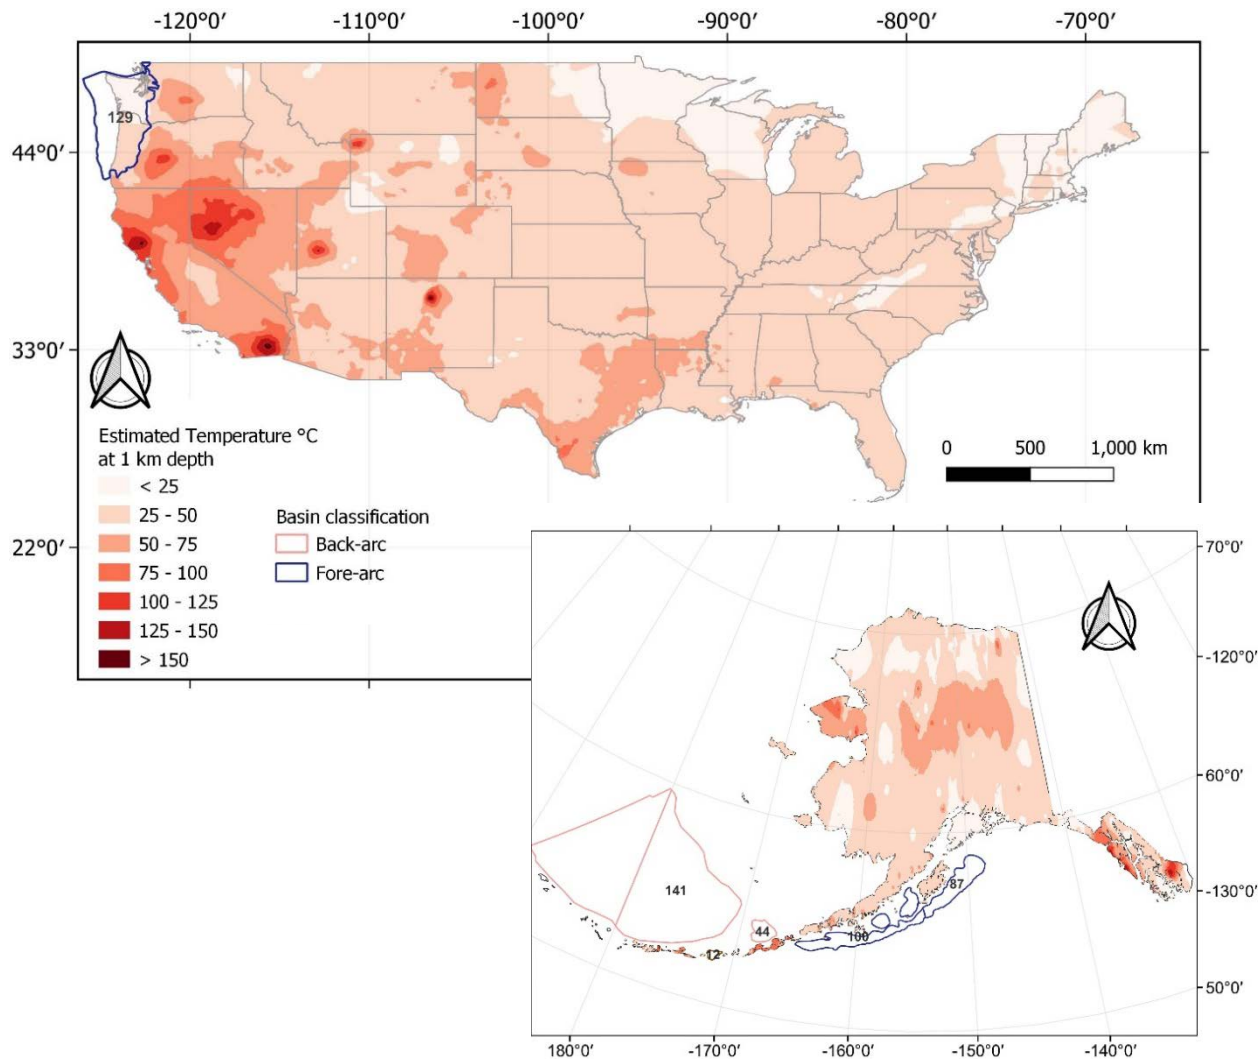 -120°0′ -110°0′ -100°0′ -90°0′ -80°0′ -70°0′
129
44°0′
33°0′
22°0′
Estimated Temperature °C
at 1 km depth
< 25
25 - 50
50 - 75
75 - 100
100 - 125
125 - 150
> 150
Basin classification
Back-arc
Fore-arc
0 500 1,000 km
70°0′
-120°0′
60°0′
-130°0′
50°0′
141
44
12
100
87
180°0′ -170°0′ -160°0′ -150°0′ -140°0′